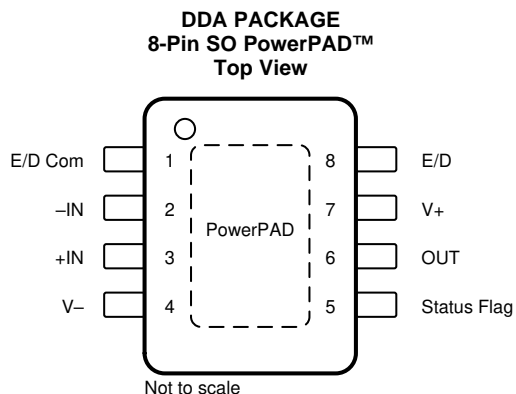 DDA PACKAGE
8-Pin SO PowerPAD™
Top View
E/D Com 1 8 E/D
–IN 2 7 V+
PowerPAD
+IN 3 6 OUT
V– 4 5 Status Flag
Not to scale